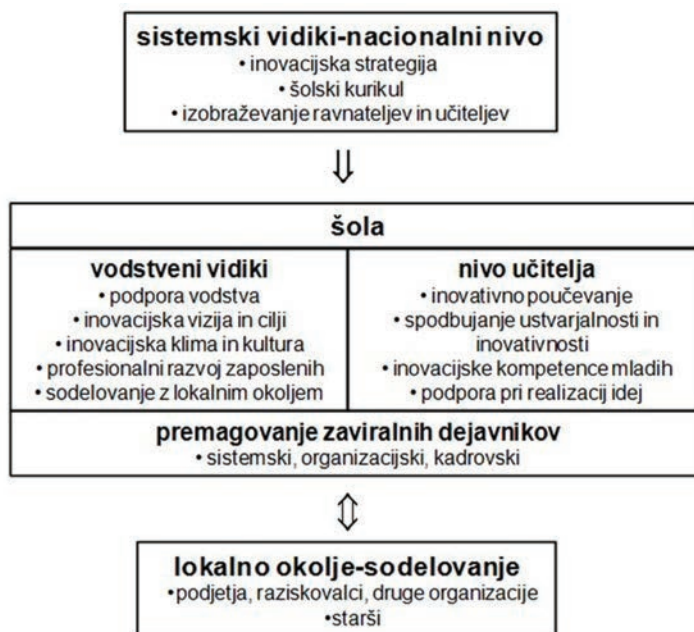 sistemski vidiki-nacionalni nivo
• inovacijska strategija
• šolski kurikul
• izobraževanje ravnateljev in učiteljev
⇓
šola
vodstveni vidiki
• podpora vodstva
• inovacijska vizija in cilji
• inovacijska klima in kultura
• profesionalni razvoj zaposlenih
• sodelovanje z lokalnim okoljem
nivo učitelja
• inovativno poučevanje
• spodbujanje ustvarjalnosti in
inovativnosti
• inovacijske kompetence mladih
• podpora pri realizacij idej
premagovanje zaviralnih dejavnikov
• sistemski, organizacijski, kadrovski
⇕
lokalno okolje-sodelovanje
•podjetja, raziskovalci, druge organizacije
•starši